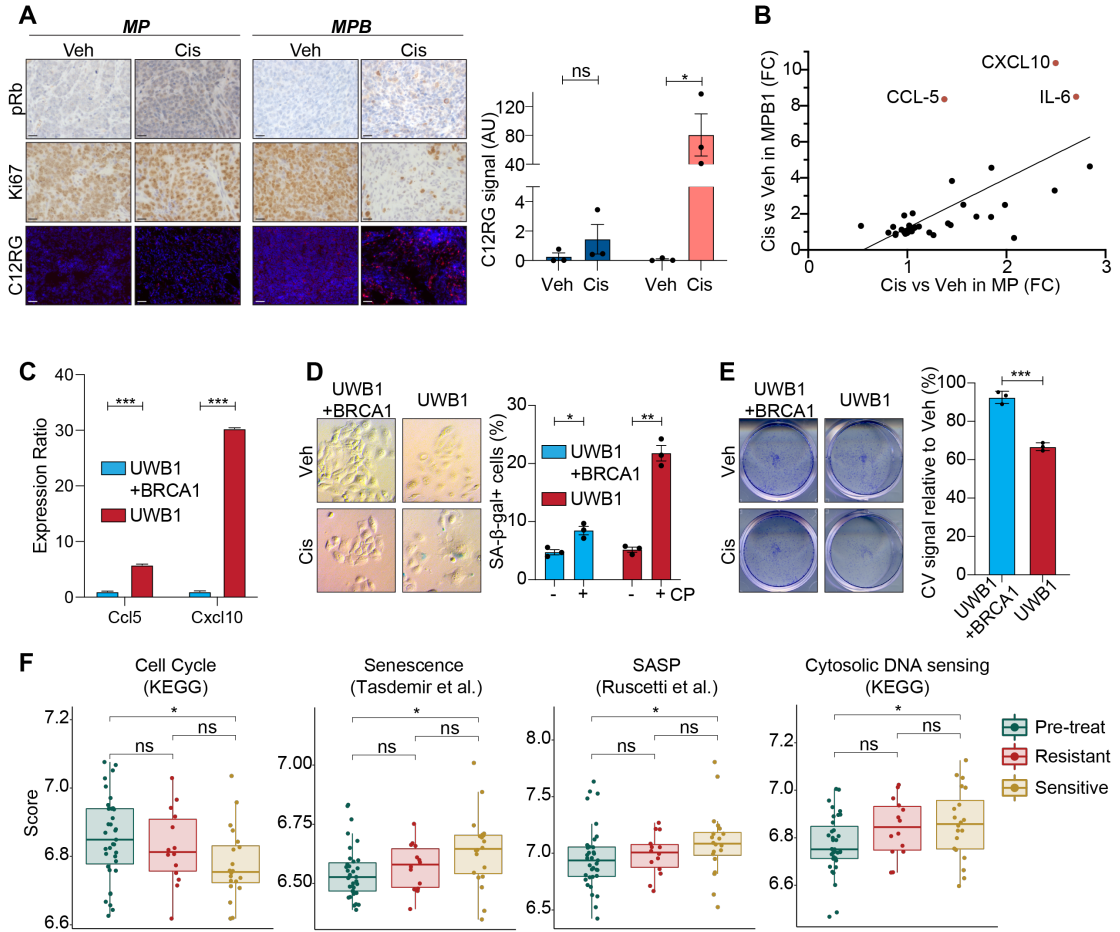 A
MP
MPB
Veh
Cis
Veh
Cis
pRb
Ki67
C12RG
C12RG signal (AU)
120
80
40
4
2
0
ns
*
Veh
Cis
Veh
Cis
B
Cis vs Veh in MPB1 (FC)
10
8
6
4
2
0
CXCL10
CCL-5
IL-6
0
1
2
3
Cis vs Veh in MP (FC)
C
Expression Ratio
40
30
20
10
0
***
***
UWB1
+BRCA1
UWB1
Ccl5
Cxcl10
D
UWB1
+BRCA1
UWB1
Veh
Cis
SA-β-gal+ cells (%)
30
20
10
0
*
**
UWB1
+BRCA1
UWB1
-
+
-
+
CP
E
UWB1
+BRCA1
UWB1
Veh
Cis
CV signal relative to Veh (%)
100
80
60
40
20
0
***
UWB1
+BRCA1
UWB1
F
Score
Cell Cycle
(KEGG)
7.2
7.0
6.8
6.6
*
ns
ns
Senescence
(Tasdemir et al.)
7.00
6.75
6.50
*
ns
ns
SASP
(Ruscetti et al.)
8.0
7.5
7.0
6.5
*
ns
ns
Cytosolic DNA sensing
(KEGG)
7.2
7.0
6.8
6.6
*
ns
ns
Pre-treat
Resistant
Sensitive